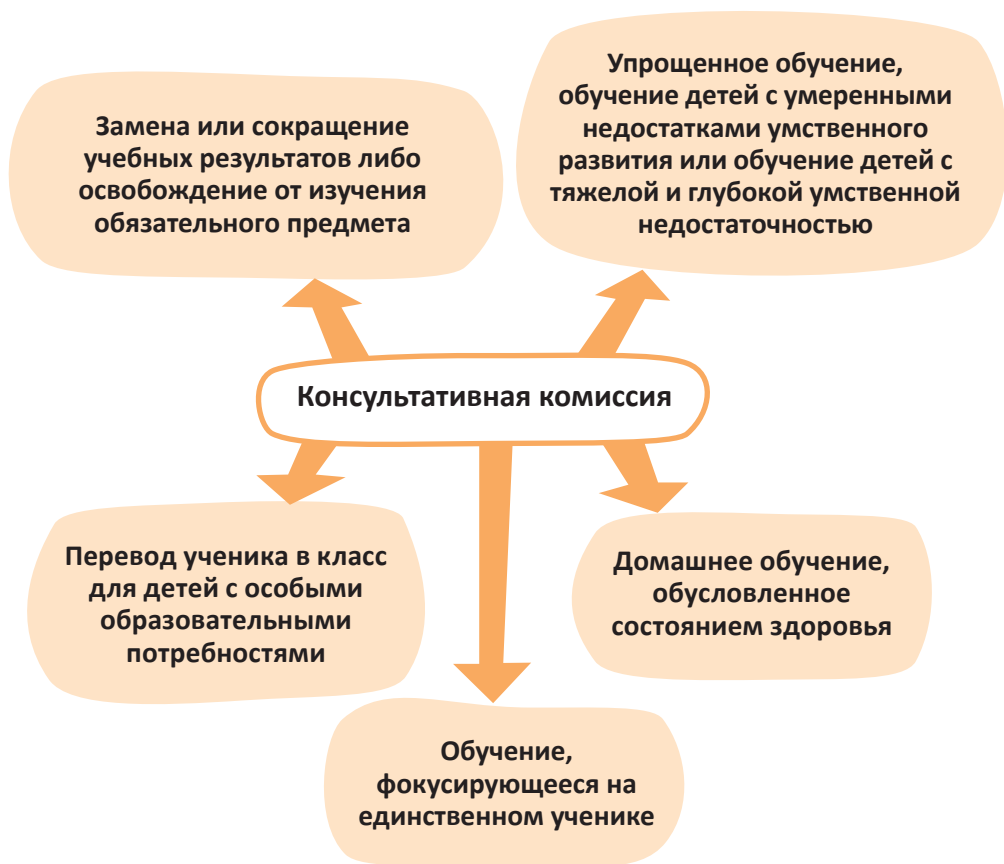 Замена или сокращение
учебных результатов либо
освобождение от изучения
обязательного предмета
Упрощенное обучение,
обучение детей с умеренными
недостатками умственного
развития или обучение детей с
тяжелой и глубокой умственной
недостаточностью
Консультативная комиссия
Перевод ученика в класс
для детей с особыми
образовательными
потребностями
Домашнее обучение,
обусловленное
состоянием здоровья
Обучение,
фокусирующееся на
единственном ученике